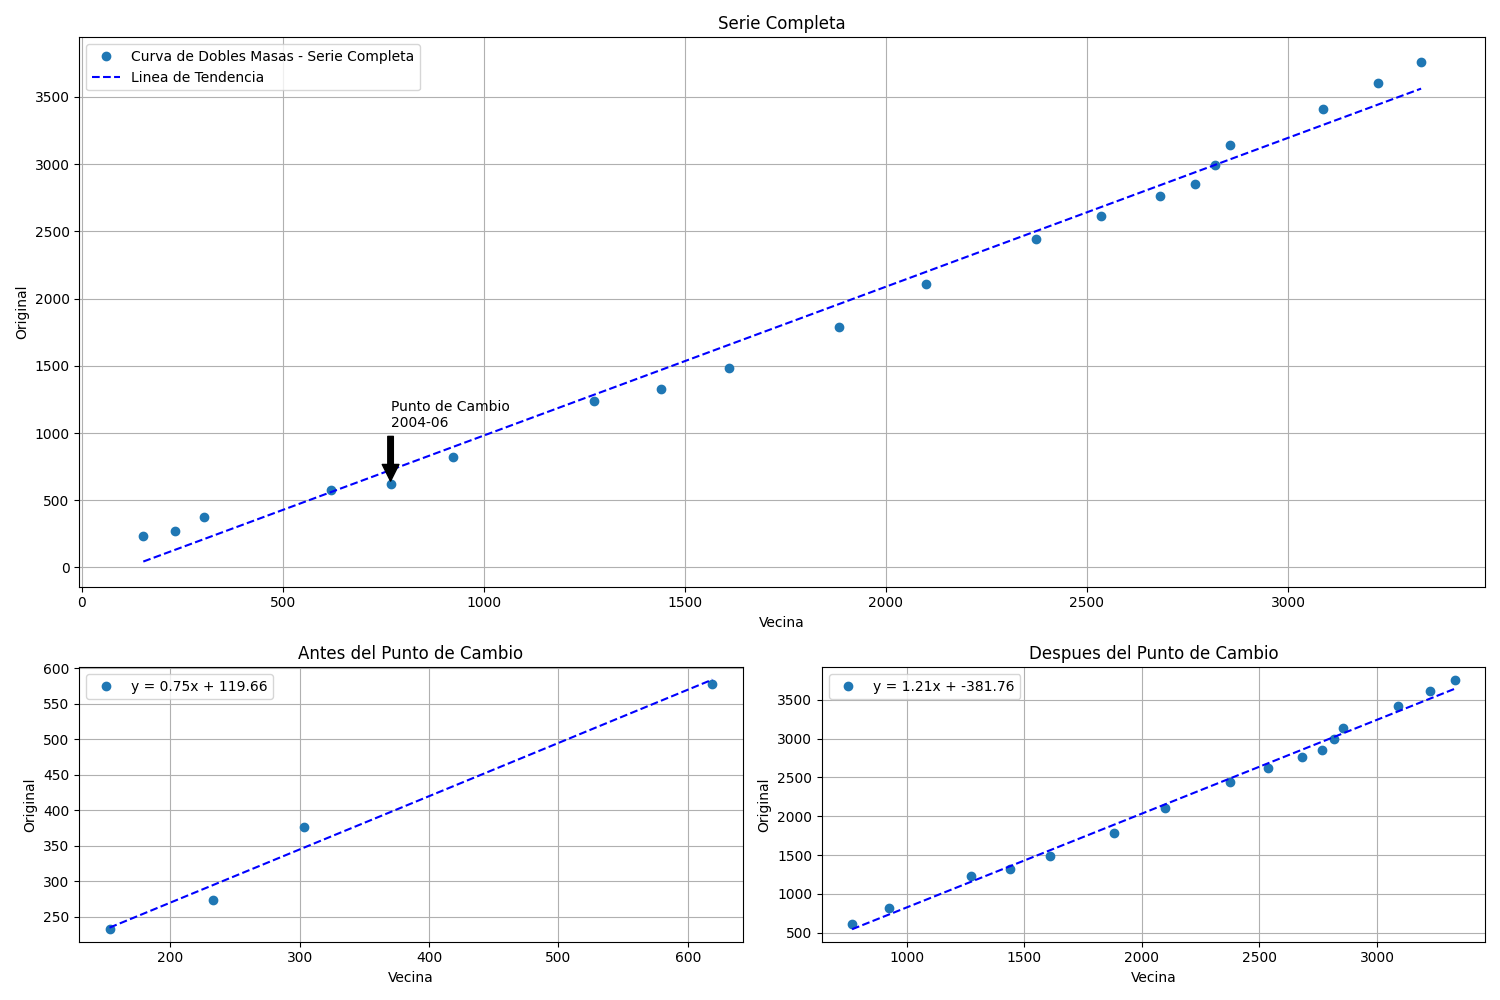 Serie Completa
Curva de Dobles Masas - Serie Completa
Linea de Tendencia
3500
3000
2500
2000
1500
1000
500
0
Original
Punto de Cambio
2004-06
0 500 1000 1500 2000 2500 3000
Vecina
Antes del Punto de Cambio
y = 0.75x + 119.66
600
550
500
450
400
350
300
250
Original
200 300 400 500 600
Vecina
Despues del Punto de Cambio
y = 1.21x + -381.76
3500
3000
2500
2000
1500
1000
500
Original
1000 1500 2000 2500 3000
Vecina